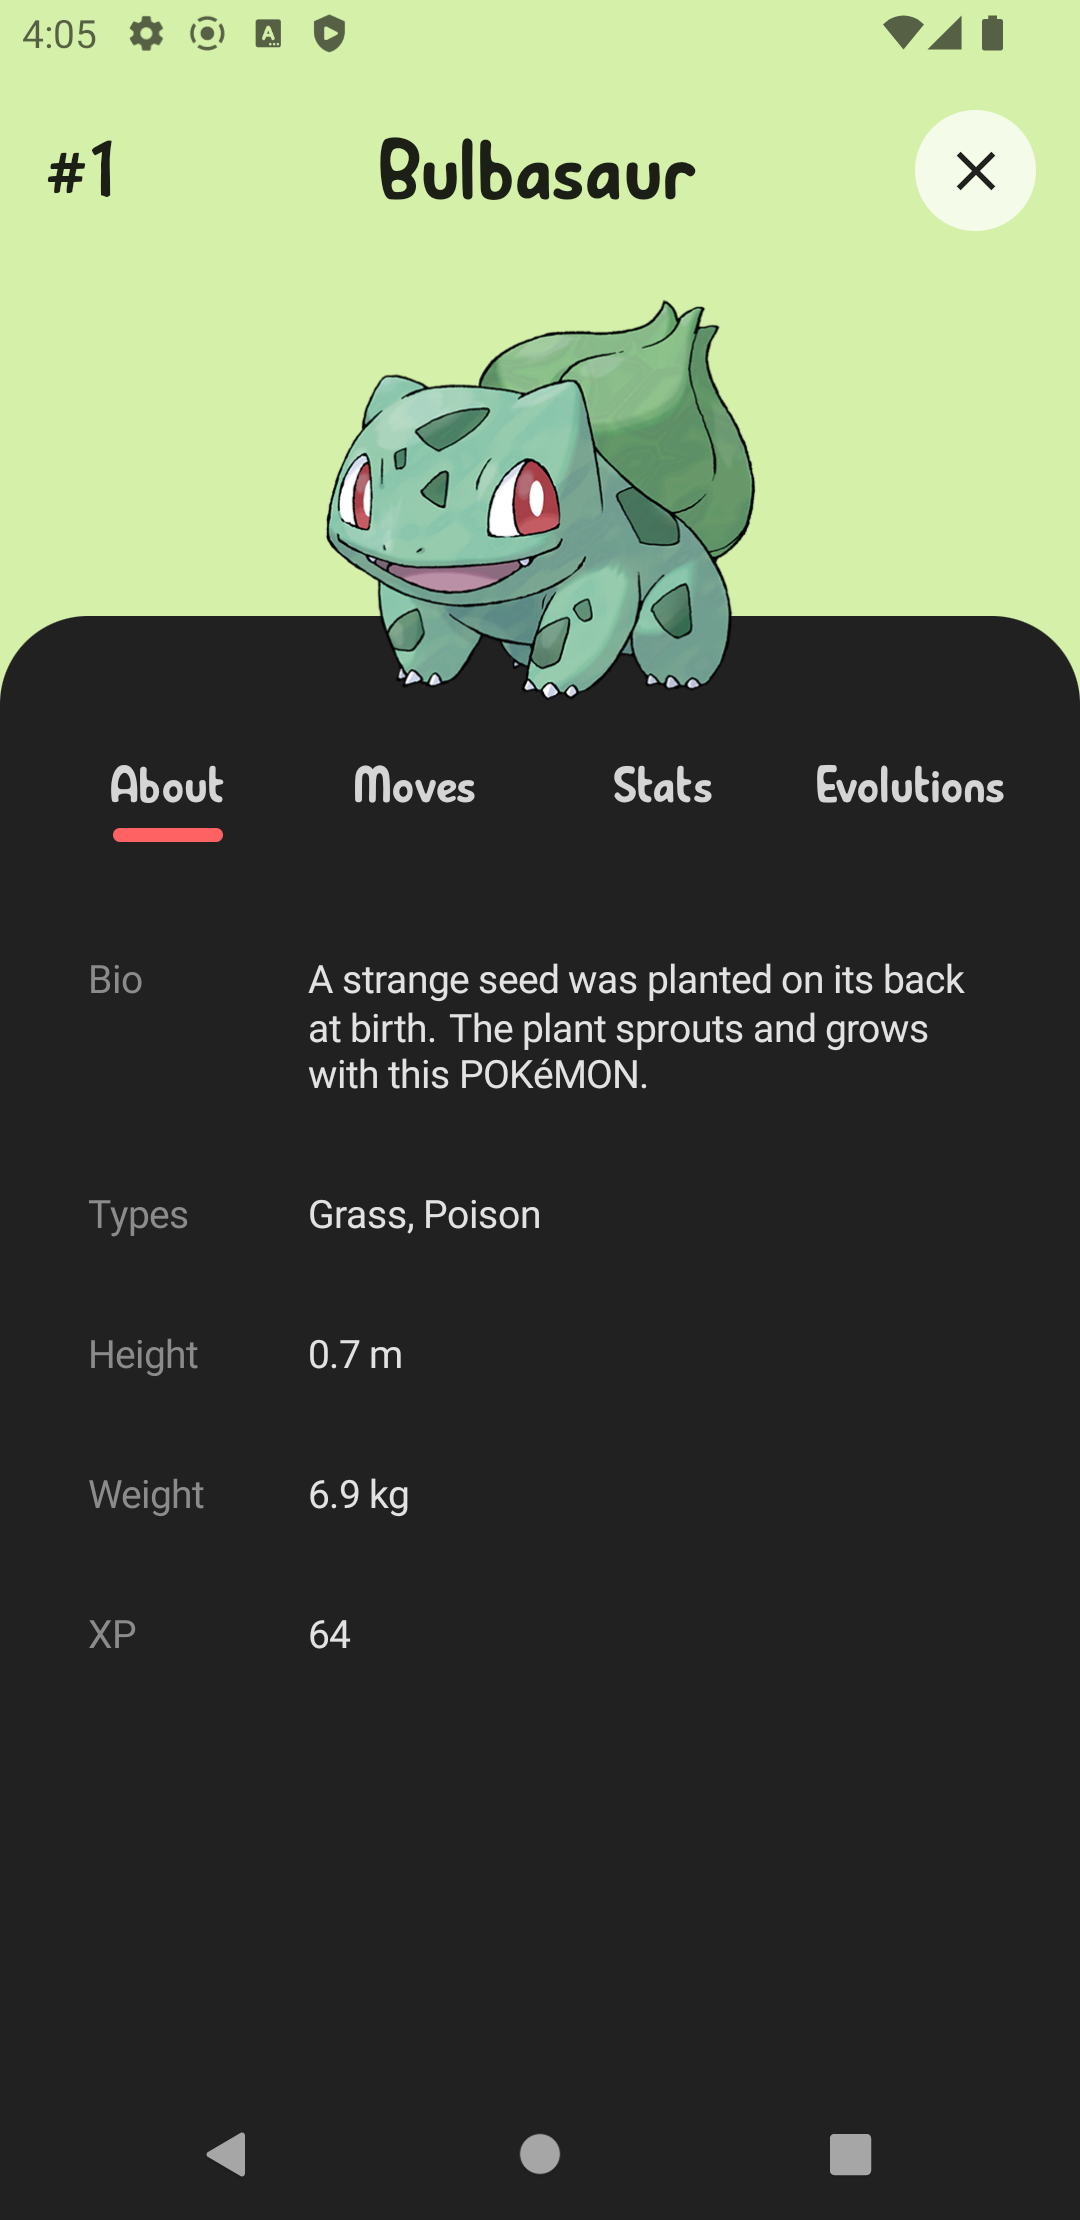 4:05
#1 Bulbasaur
About Moves Stats Evolutions
Bio A strange seed was planted on its back
at birth. The plant sprouts and grows
with this POKéMON.
Types Grass, Poison
Height 0.7 m
Weight 6.9 kg
XP 64